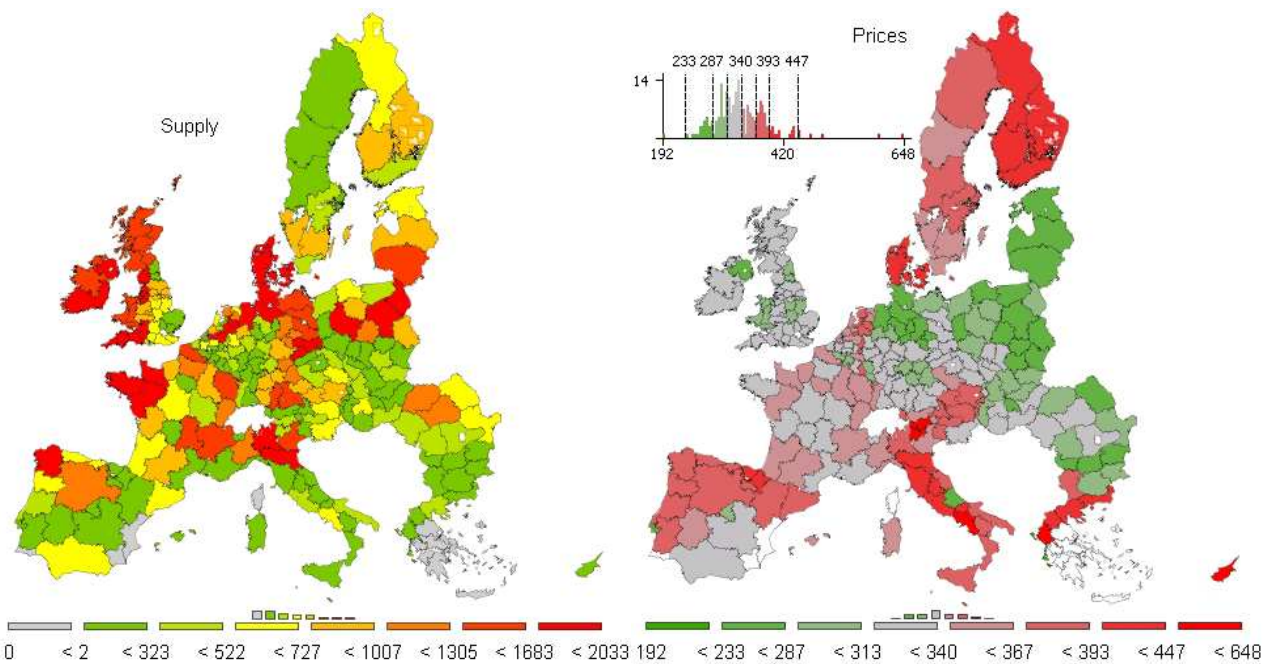 Prices
233 287 340 393 447
14
Supply
192 420 648
0 < 2 < 323 < 522 < 727 < 1007 < 1305 < 1683 < 2033
192 < 233 < 287 < 313 < 340 < 367 < 393 < 447 < 648